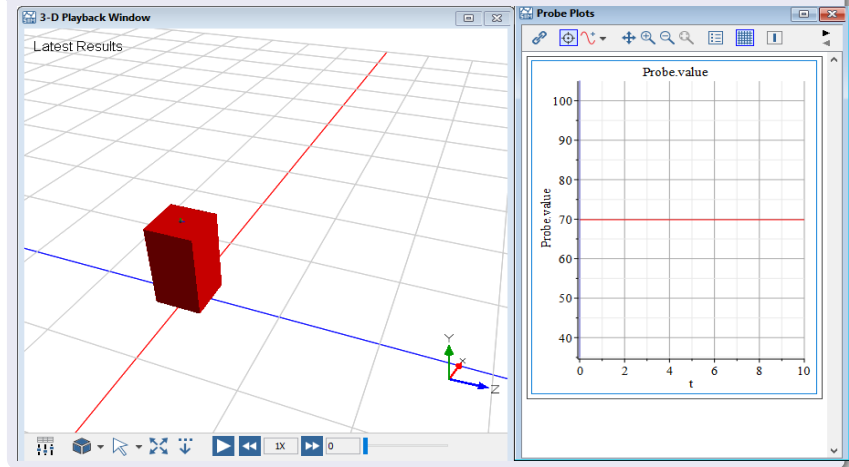 3-D Playback Window
Latest Results
Y
X
Z
1X
0
Probe Plots
Probe.value
100
90
80
70
60
50
40
Probe.value
0 2 4 6 8 10
t